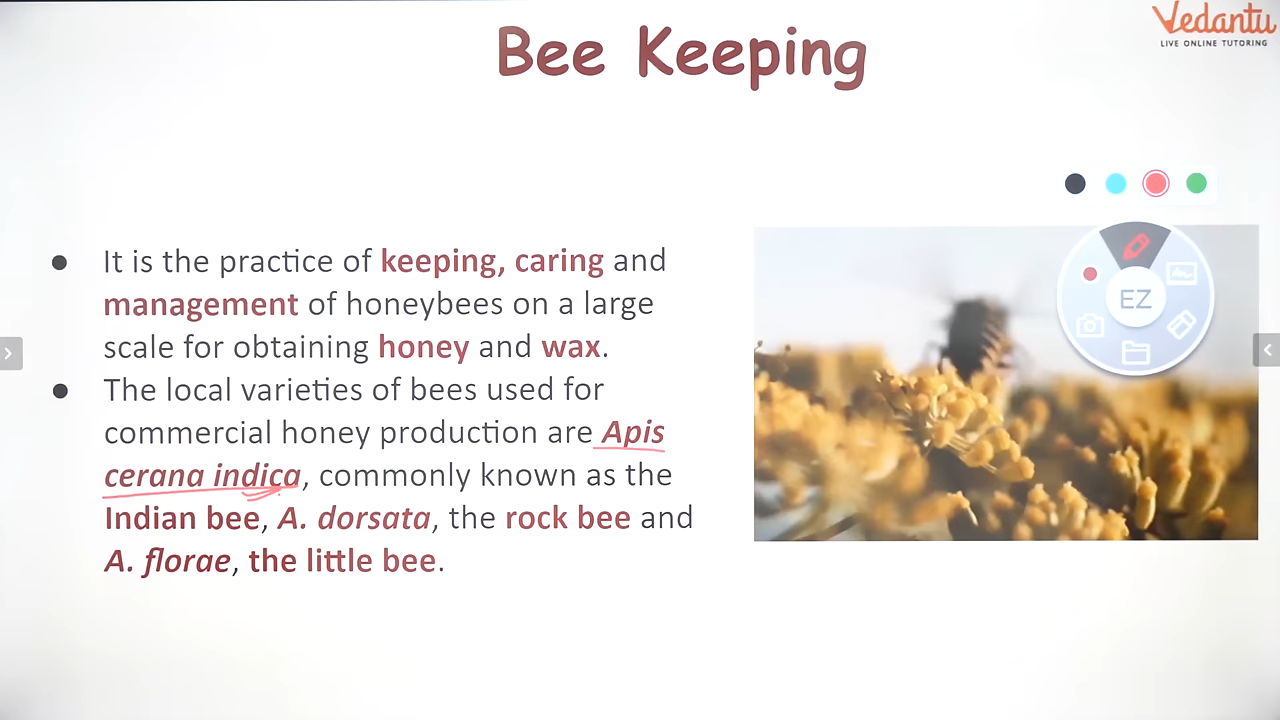 Bee Keeping
Vedantu
LIVE ONLINE TUTORING
It is the practice of keeping, caring and
management of honeybees on a large
scale for obtaining honey and wax.
The local varieties of bees used for
commercial honey production are Apis
cerana indica, commonly known as the
Indian bee, A. dorsata, the rock bee and
A. florae, the little bee.
EZ